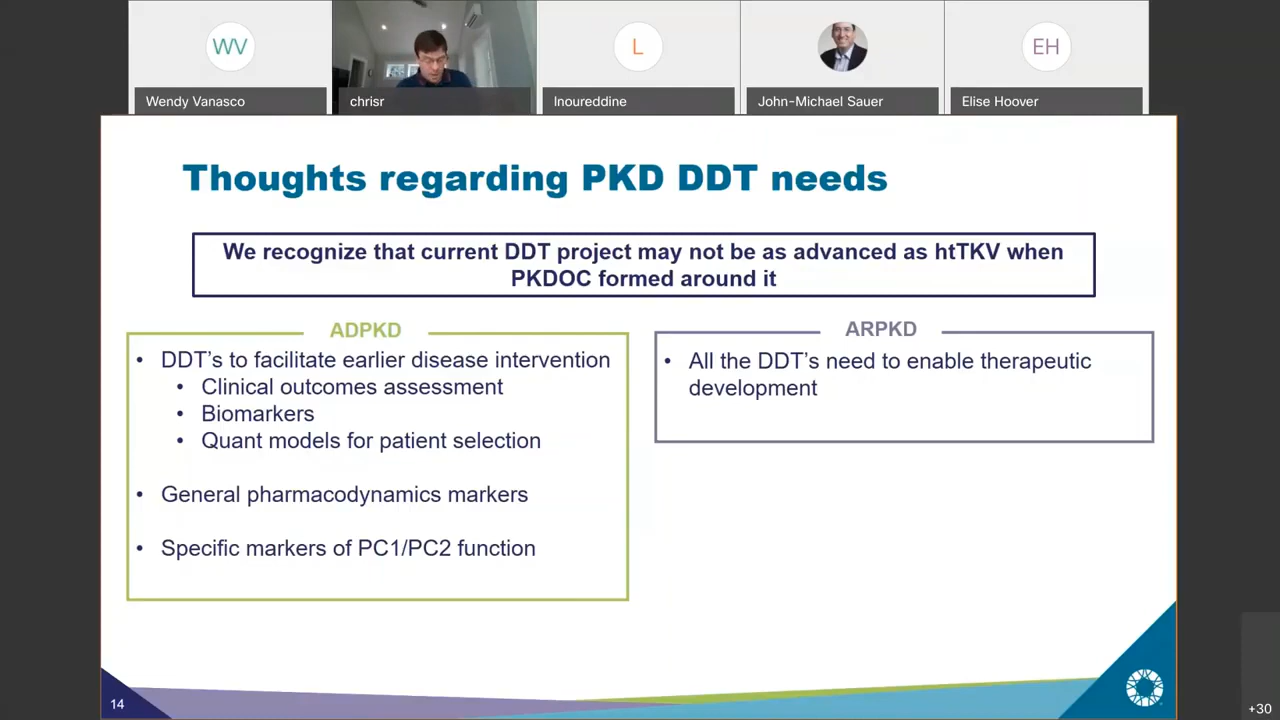 WV
L
EH
Wendy Vanasco
chrisr
lnoureddine
John-Michael Sauer
Elise Hoover
Thoughts regarding PKD DDT needs
We recognize that current DDT project may not be as advanced as htTKV when
PKDOC formed around it
ADPKD
• DDT's to facilitate earlier disease intervention
• Clinical outcomes assessment
• Biomarkers
• Quant models for patient selection
• General pharmacodynamics markers
• Specific markers of PC1/PC2 function
ARPKD
• All the DDT's need to enable therapeutic
development
14
+30